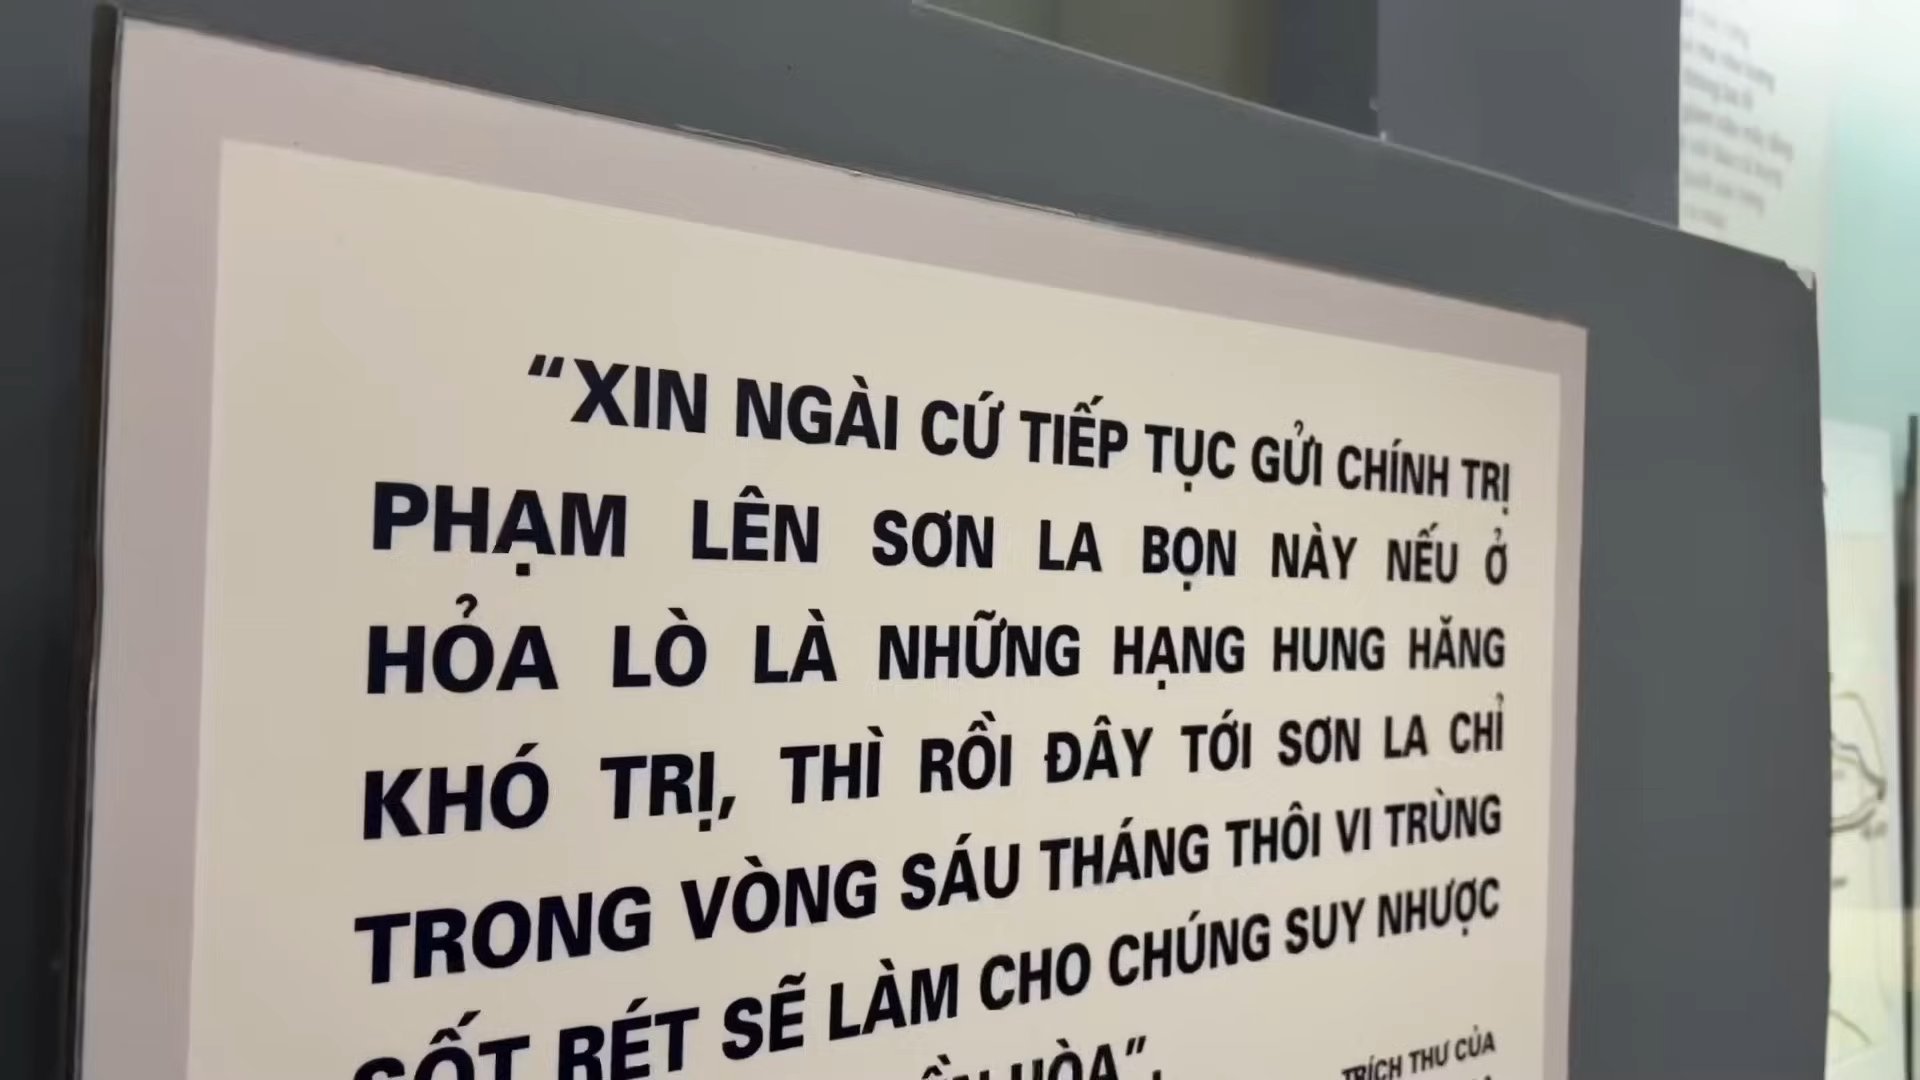 “XIN NGÀI CỨ TIẾP TỤC GỬI CHÍNH TRỊ
PHẠM LÊN SƠN LA BỌN NÀY NẾU Ở
HỎA LÒ LÀ NHỮNG HẠNG HUNG HĂNG
KHÓ TRỊ, THÌ RỒI ĐÂY TỚI SƠN LA CHỈ
TRONG VÒNG SÁU THÁNG THÔI VI TRÙNG
SỐT RÉT SẼ LÀM CHO CHÚNG SUY NHƯỢC
HÒA”.
TRÍCH THƯ CỦA